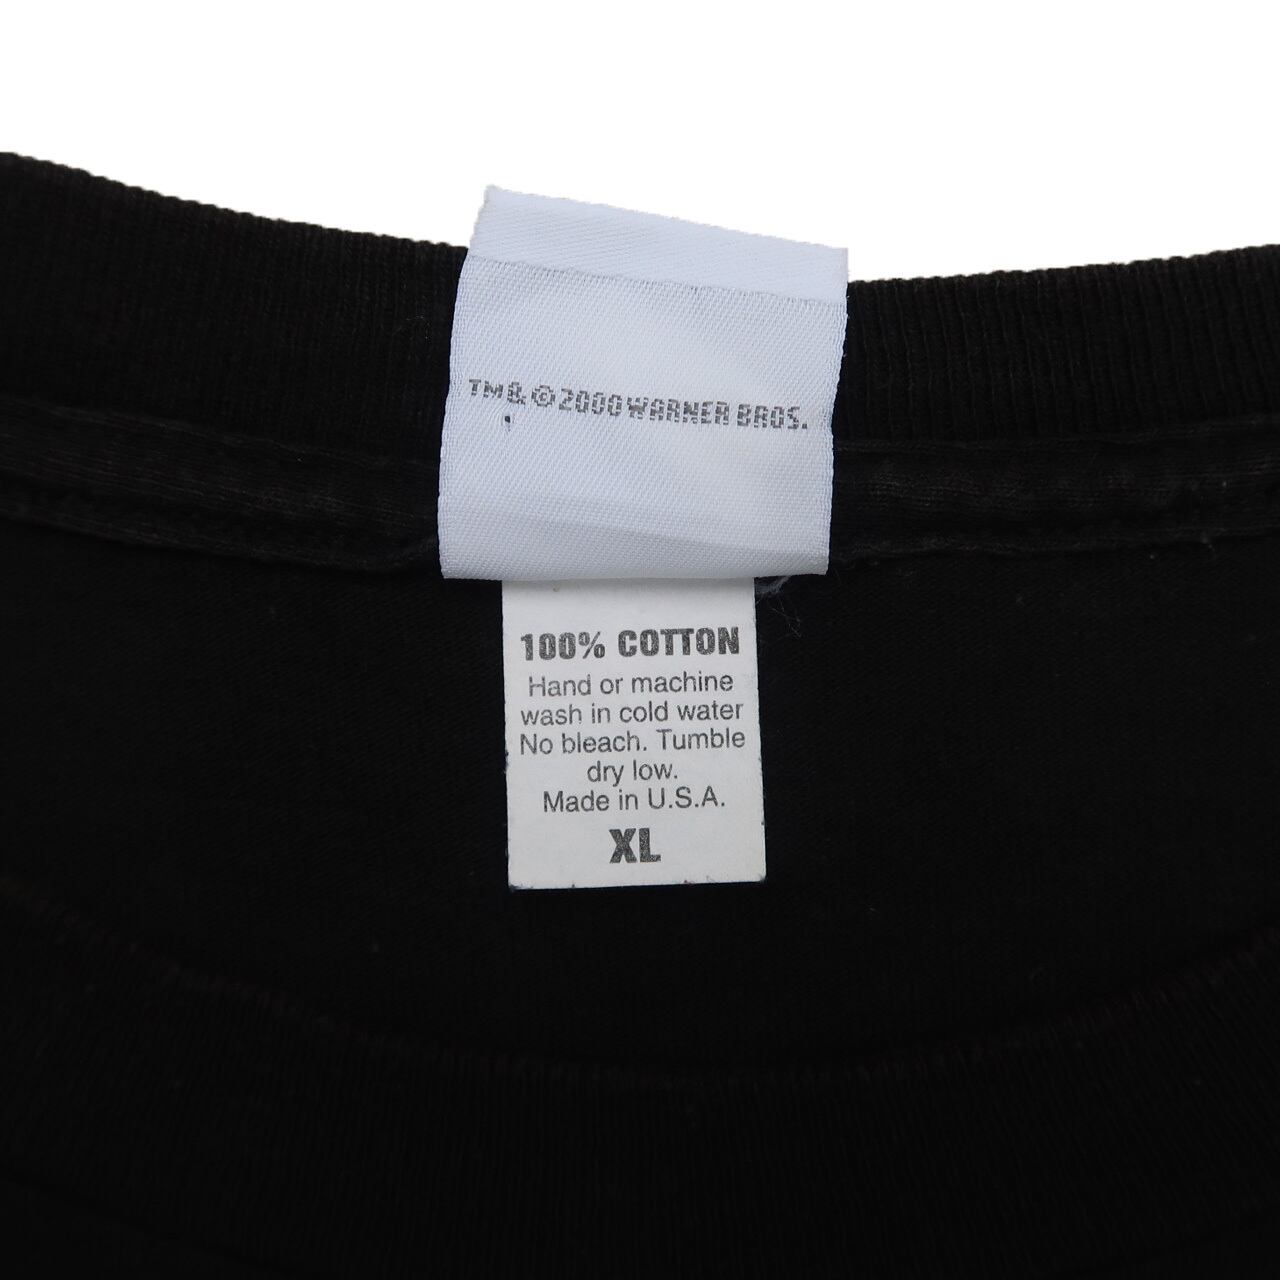 TM & © 2000 WARNER BROS.
100% COTTON
Hand or machine
wash in cold water
No bleach. Tumble
dry low.
Made in U.S.A.
XL